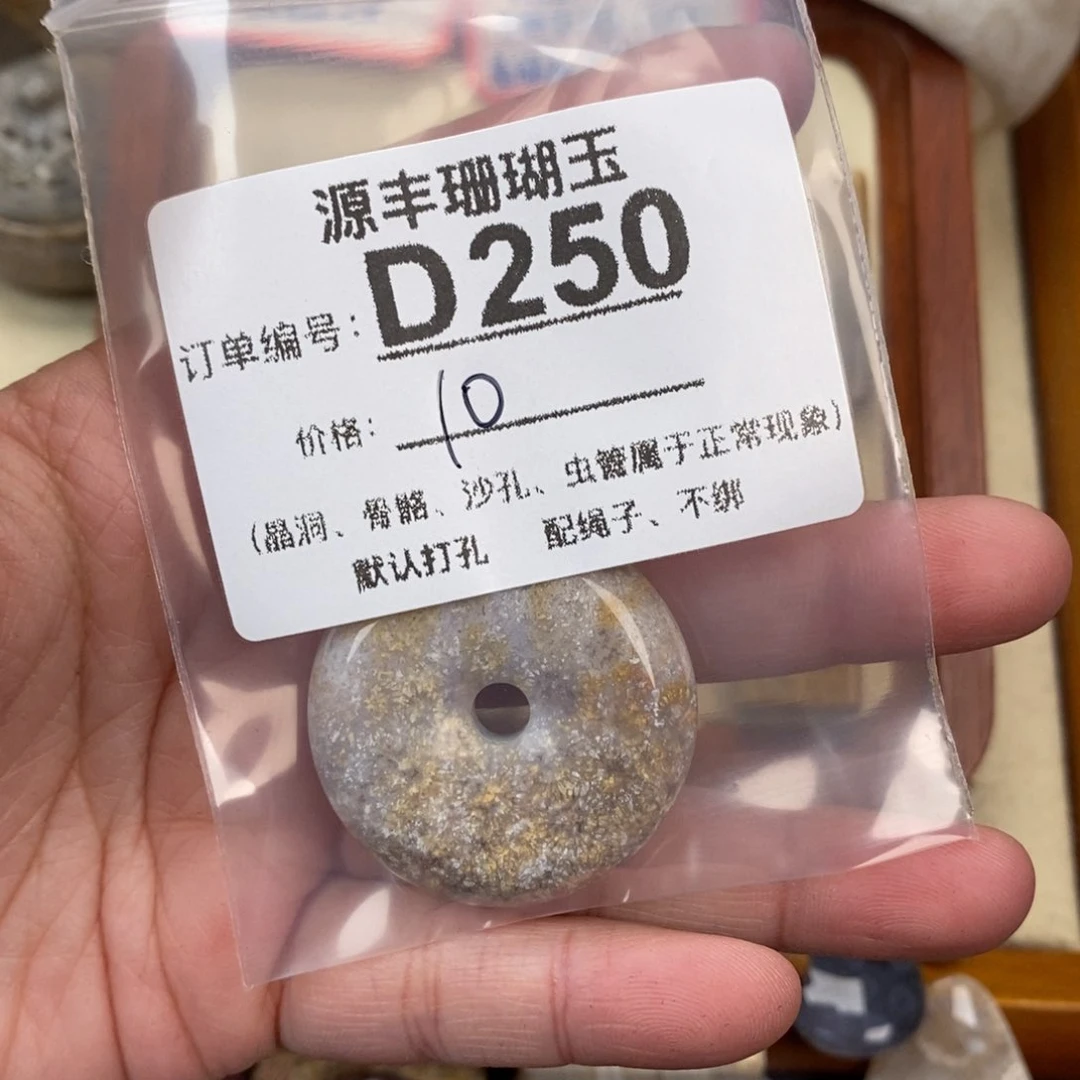 源丰珊瑚玉
订单编号：D250
价格：10
（晶洞、骨骼、沙孔、虫管属于正常现象）
默认打孔 配绳子、不绑